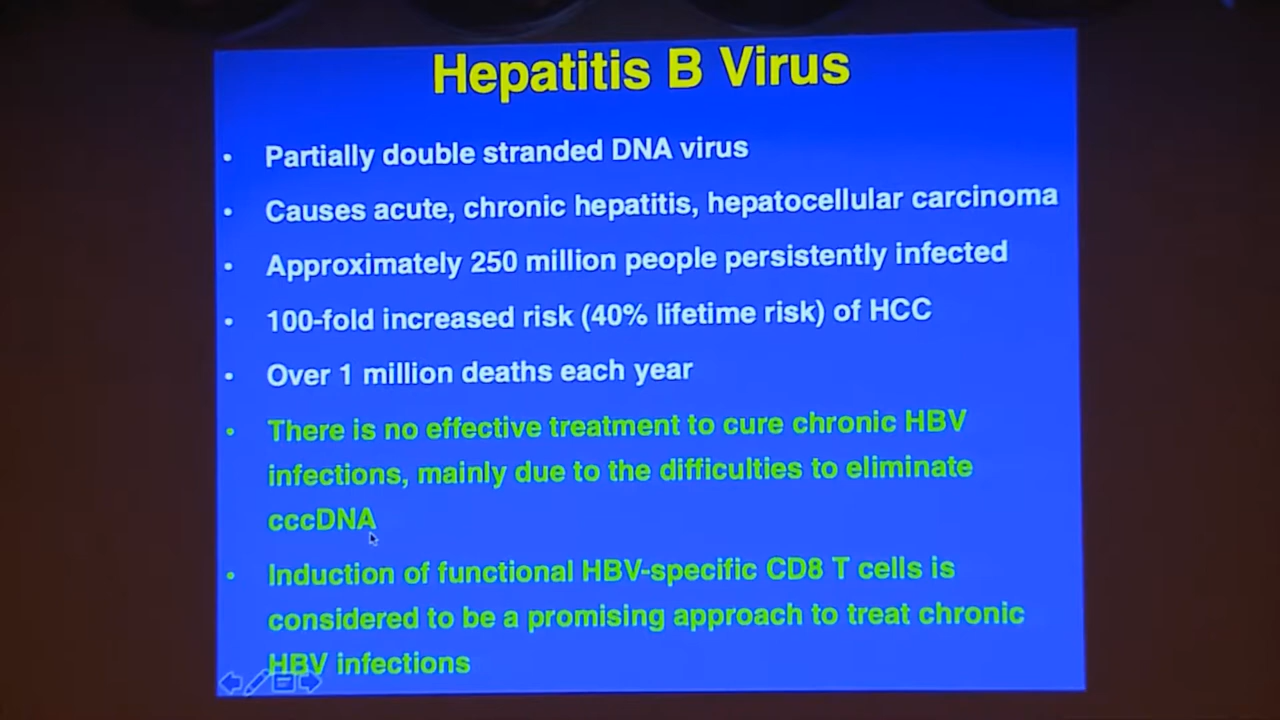 Hepatitis B Virus
• Partially double stranded DNA virus
• Causes acute, chronic hepatitis, hepatocellular carcinoma
• Approximately 250 million people persistently infected
• 100-fold increased risk (40% lifetime risk) of HCC
• Over 1 million deaths each year
• There is no effective treatment to cure chronic HBV
infections, mainly due to the difficulties to eliminate
cccDNA
• Induction of functional HBV-specific CD8 T cells is
considered to be a promising approach to treat chronic
HBV infections